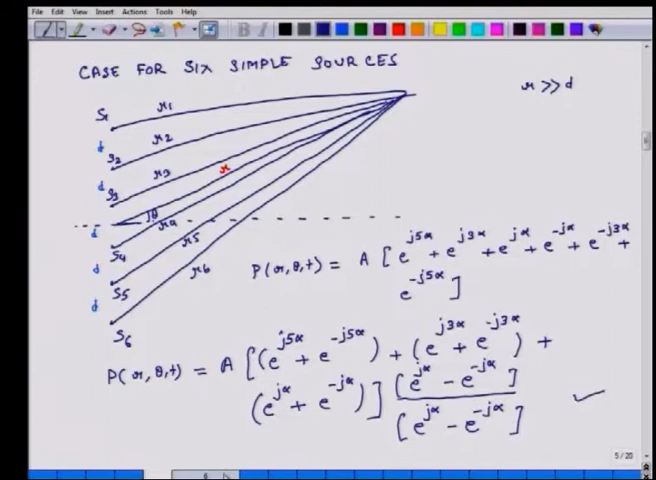 File Edit View Insert Actions Tools Help
CASE FOR SIX SIMPLE SOURCES
r >> d
S1 r1
d
S2 r2
d
S3 r3
r
θ
d
S4 r4
d
S5 r5
d
S6 r6
P(r,θ,t) = A [e^{j5α} + e^{j3α} + e^{jα} + e^{-jα} + e^{-j3α} +
e^{-j5α}]
P(r,θ,t) = A [(e^{j5α} + e^{-j5α}) + (e^{j3α} + e^{-j3α}) +
(e^{jα} + e^{-jα})] [e^{jα} - e^{-jα}]
[e^{jα} - e^{-jα}]
5/20
6